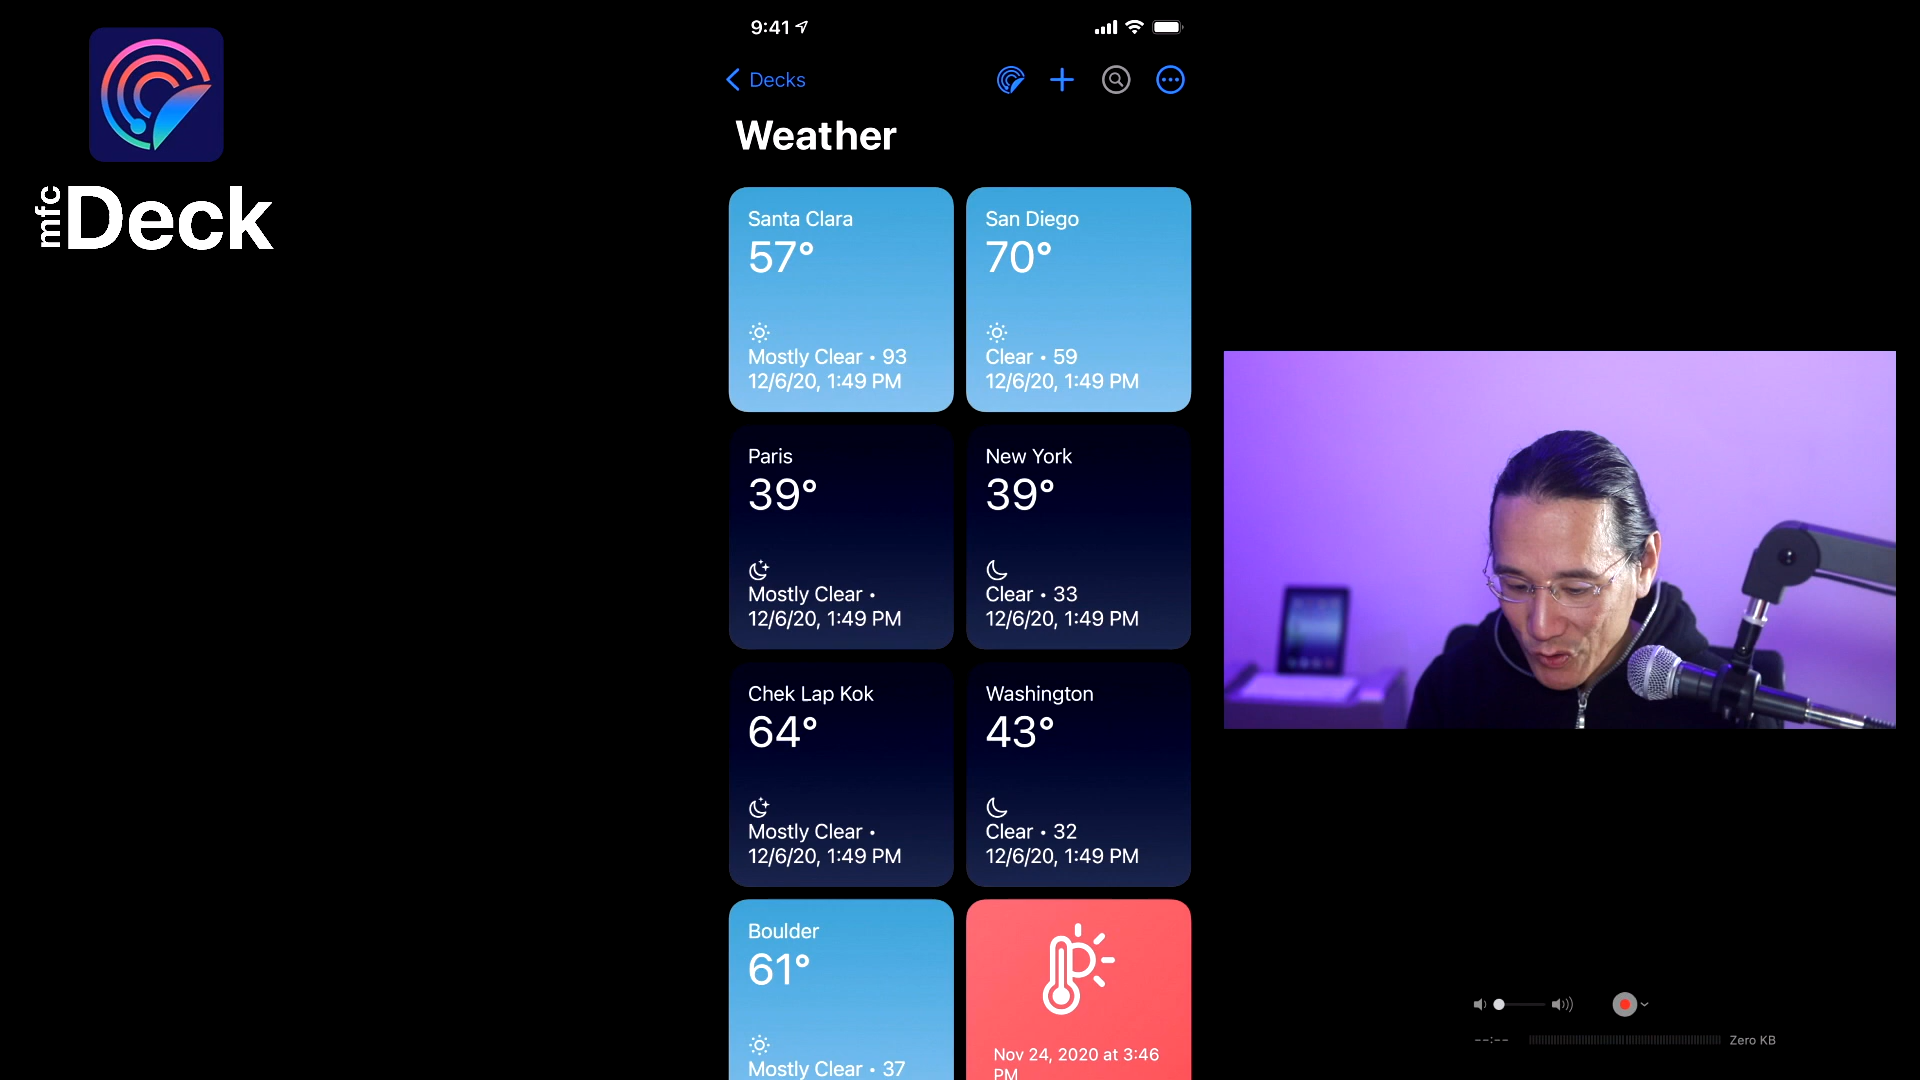 mfc
Deck
9:41
Decks
Weather
Santa Clara
57°
Mostly Clear • 93
12/6/20, 1:49 PM
San Diego
70°
Clear • 59
12/6/20, 1:49 PM
Paris
39°
Mostly Clear •
12/6/20, 1:49 PM
New York
39°
Clear • 33
12/6/20, 1:49 PM
Chek Lap Kok
64°
Mostly Clear •
12/6/20, 1:49 PM
Washington
43°
Clear • 32
12/6/20, 1:49 PM
Boulder
61°
Mostly Clear • 37
Nov 24, 2020 at 3:46
PM
--:--
Zero KB